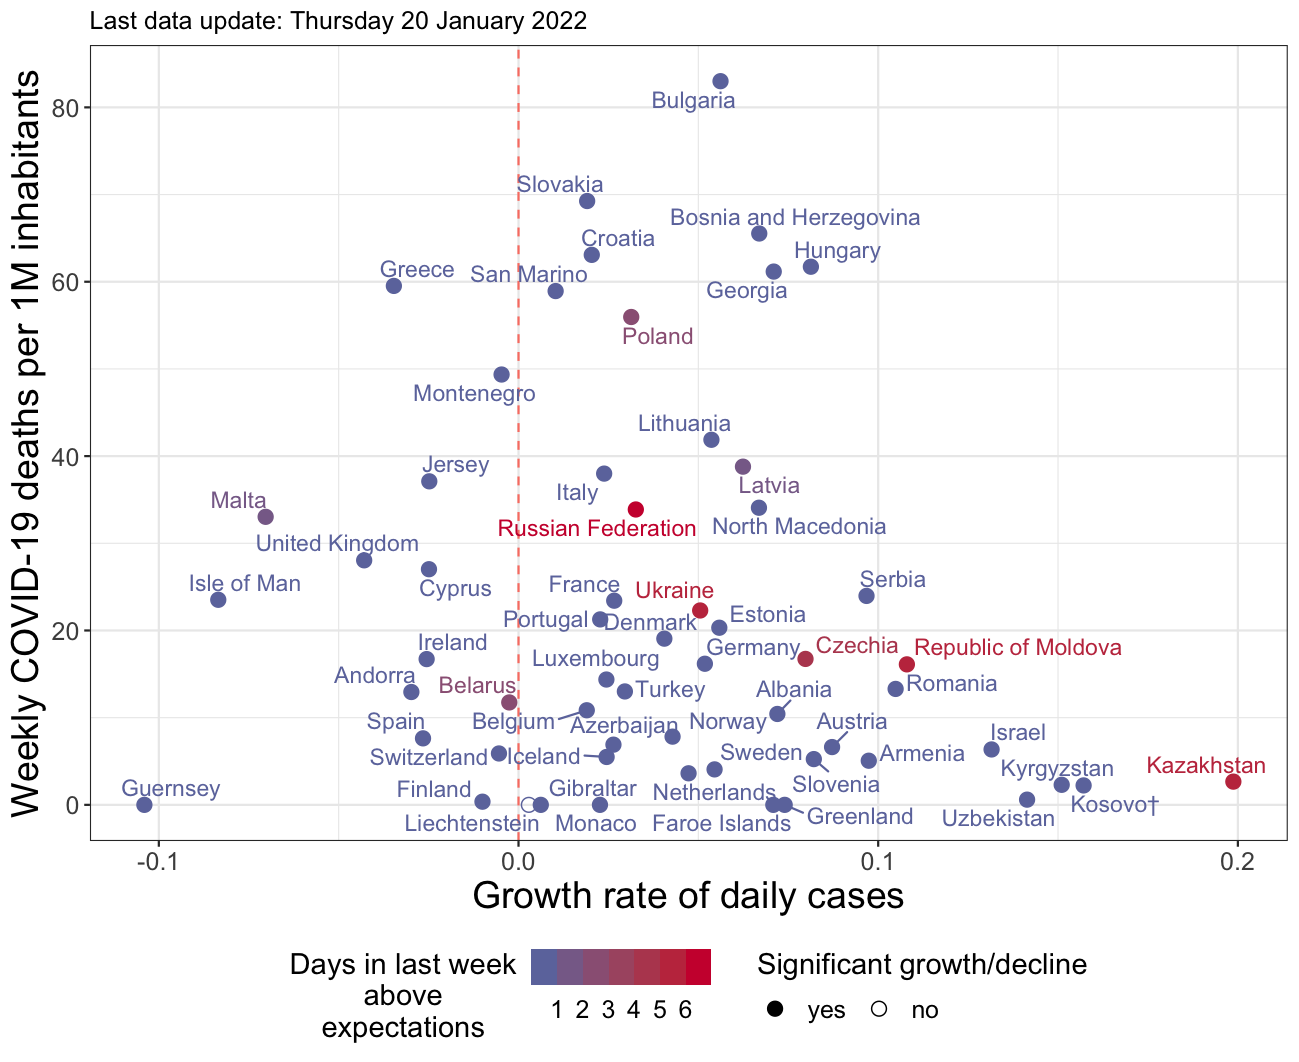 Last data update: Thursday 20 January 2022
Weekly COVID-19 deaths per 1M inhabitants
80
60
40
20
0
Bulgaria
Slovakia
Bosnia and Herzegovina
Croatia
Hungary
Greece
San Marino
Georgia
Poland
Montenegro
Lithuania
Jersey
Italy
Latvia
Malta
Russian Federation
North Macedonia
United Kingdom
Isle of Man
Cyprus
France
Ukraine
Serbia
Portugal
Denmark
Estonia
Ireland
Luxembourg
Germany
Czechia
Republic of Moldova
Andorra
Belarus
Turkey
Albania
Romania
Spain
Belgium
Azerbaijan
Norway
Austria
Switzerland
Iceland
Sweden
Armenia
Israel
Guernsey
Finland
Gibraltar
Netherlands
Slovenia
Kyrgyzstan
Kazakhstan
Liechtenstein
Monaco
Faroe Islands
Greenland
Uzbekistan
Kosovo†
-0.1
0.0
0.1
0.2
Growth rate of daily cases
Days in last week
above
expectations
1 2 3 4 5 6
Significant growth/decline
yes
no